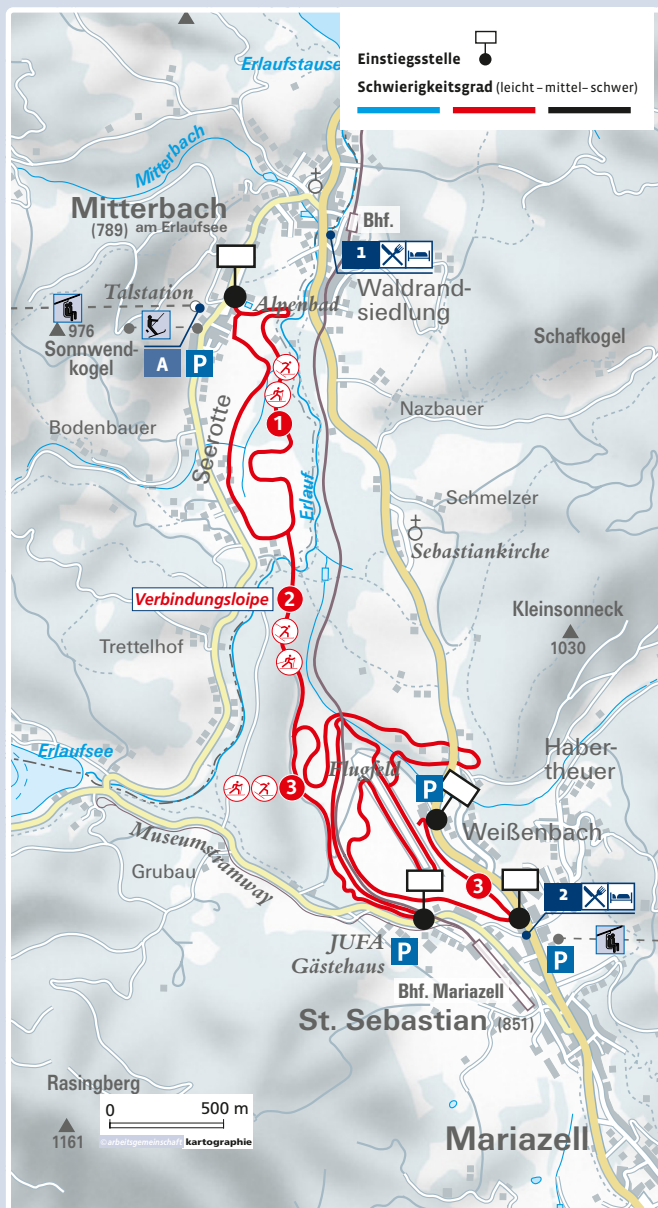 Erlaufstause
Einstiegsstelle
Schwierigkeitsgrad (leicht – mittel – schwer)
Mitterbach
Mitterbach
(789) am Erlaufsee
Bhf.
1
Waldrand-
siedlung
Talstation
Alpenbad
976
Sonnwend-
kogel
A
P
Schafkogel
Seerotte
Bodenbauer
1
Nazbauer
Erlauf
Schmelzer
Sebastiankirche
Verbindungsloipe
2
Kleinsonneck
1030
Trettelhof
Erlaufsee
Haber-
theuer
Flugfeld
P
3
Weißenbach
Museumstramway
Grubau
3
2
JUFA
Gästehaus
P
P
Bhf. Mariazell
St. Sebastian (851)
Rasingberg
1161
0 500 m
©arbeitsgemeinschaft kartographie
Mariazell